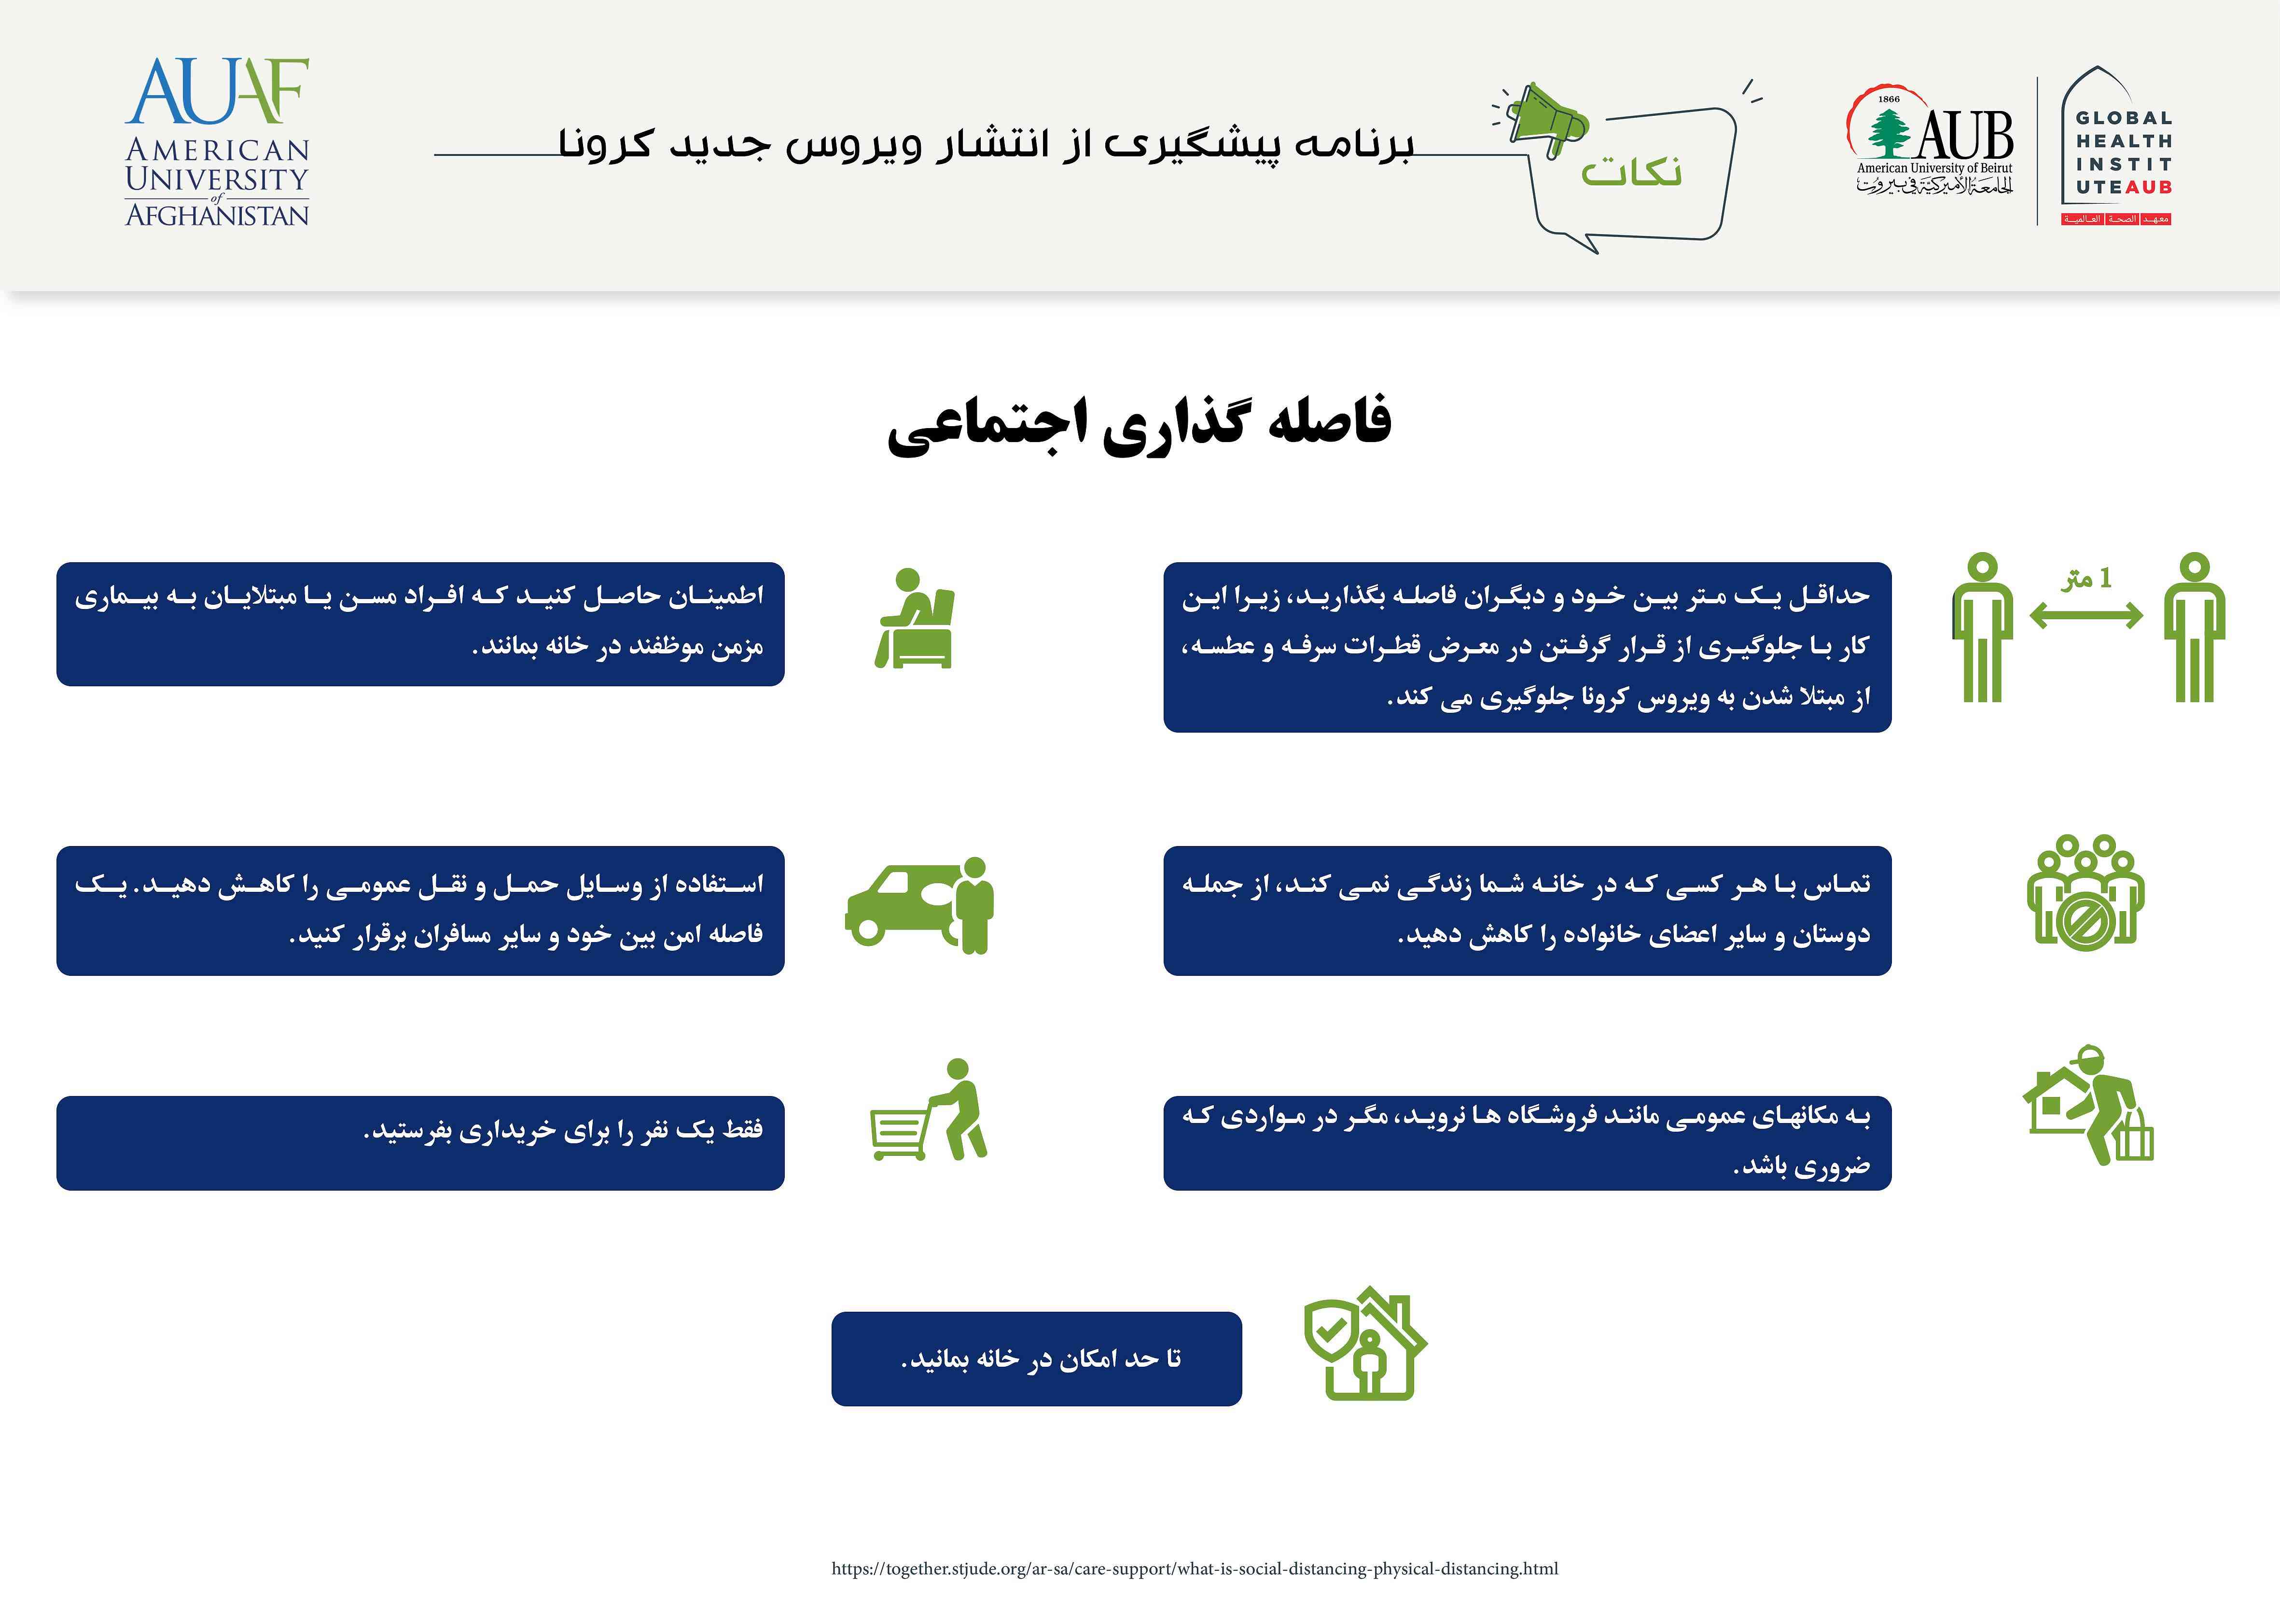 AUAF
AMERICAN
UNIVERSITY
of
AFGHANISTAN
برنامه پیشگیری از انتشار ویروس جدید کرونا
نکات
1866
AUB
American University of Beirut
الجامعة الأميركية في بيروت
GLOBAL
HEALTH
INSTIT
UTEAUB
معهد الصحة العالمية
فاصله گذاری اجتماعی
1 متر
حداقل یک متر بین خود و دیگران فاصله بگذارید، زیرا این
کار با جلوگیری از قرار گرفتن در معرض قطرات سرفه و عطسه،
از مبتلا شدن به ویروس کرونا جلوگیری می کند.
اطمینان حاصل کنید که افراد مسن یا مبتلایان به بیماری
مزمن موظفند در خانه بمانند.
تماس با هر کسی که در خانه شما زندگی نمی کند، از جمله
دوستان و سایر اعضای خانواده را کاهش دهید.
استفاده از وسایل حمل و نقل عمومی را کاهش دهید. یک
فاصله امن بین خود و سایر مسافران برقرار کنید.
به مکانهای عمومی مانند فروشگاه ها نروید، مگر در مواردی که
ضروری باشد.
فقط یک نفر را برای خریداری بفرستید.
تا حد امکان در خانه بمانید.
https://together.stjude.org/ar-sa/care-support/what-is-social-distancing-physical-distancing.html